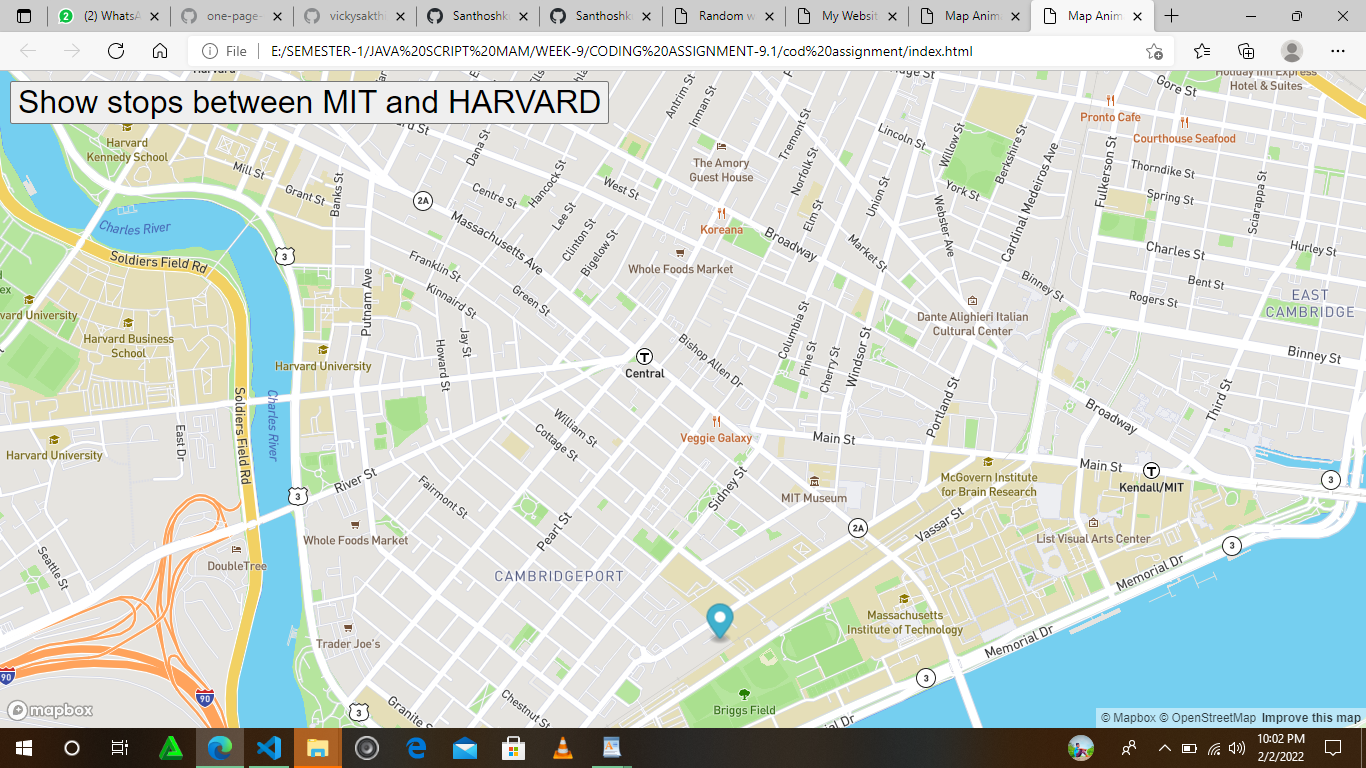 (2) WhatsA
one-page-
vickysakth
Santhoshk
Santhoshk
Random w
My Websit
Map Anim
Map Anim
File
E:/SEMESTER-1/JAVA%20SCRIPT%20MAM/WEEK-9/CODING%20ASSIGNMENT-9.1/cod%20assignment/index.html
Show stops between MIT and HARVARD
Harvard
Kennedy School
Mill St
Grant St
Banks St
Dana St
Antrim St
Inman St
Tremont St
Lincoln St
Willow St
Berkshire St
Holiday Inn Express
Hotel & Suites
Gore St
Pronto Cafe
Courthouse Seafood
Fulkerson St
Thorndike St
Spring St
Sciarappa St
The Amory
Guest House
Centre St
Hancock St
West St
Norfolk St
Union St
York St
Cardinal Medeiros Ave
2A
Massachusetts Ave
Lee St
Clinton St
Bigelow St
Koreana
Elm St
Webster Ave
Broadway
Market St
Charles River
3
Soldiers Field Rd
Franklin St
Kinnaird St
Green St
Whole Foods Market
Binney St
Charles St
Hurley St
Bent St
Rogers St
EAST
CAMBRIDGE
Putnam Ave
Harvard Business
School
Harvard University
Howard St
Jay St
Central
Bishop Allen Dr
Columbia St
Pine St
Cherry St
Windsor St
Dante Alighieri Italian
Cultural Center
Binney St
Portland St
Broadway
Third St
Soldiers Field Rd
Charles River
East Dr
Harvard University
William St
Cottage St
Veggie Galaxy
Main St
Main St
Kendall/MIT
3
3
River St
Fairmont St
Pearl St
Sidney St
MIT Museum
McGovern Institute
for Brain Research
2A
Vassar St
List Visual Arts Center
3
Memorial Dr
Seattle St
DoubleTree
Whole Foods Market
CAMBRIDGEPORT
Massachusetts
Institute of Technology
Memorial Dr
Trader Joe's
90
90
3
Chestnut St
Briggs Field
3
Memorial Dr
mapbox
© Mapbox © OpenStreetMap Improve this map
10:02 PM
2/2/2022